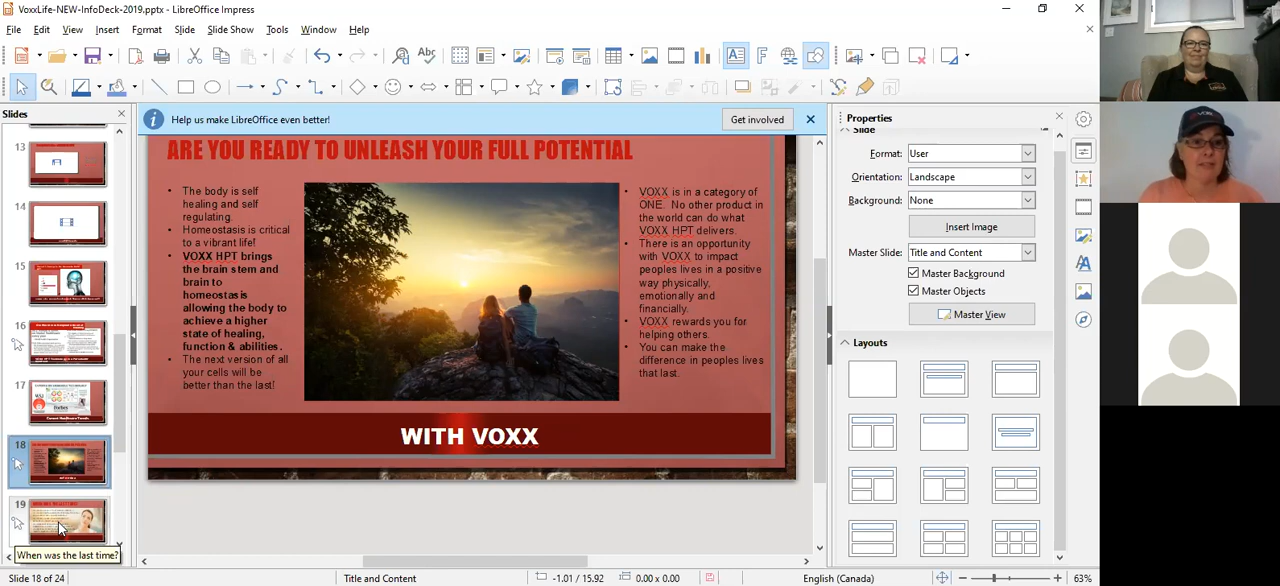 VoxxLife-NEW-InfoDeck-2019.pptx - LibreOffice Impress
File Edit View Insert Format Slide Slide Show Tools Window Help
Slides
Help us make LibreOffice even better!
Get involved
Properties
Slide
Format: User
Orientation: Landscape
Background: None
Insert Image
Master Slide: Title and Content
Master Background
Master Objects
Master View
Layouts
13
14
15
16
17
18
19
When was the last time?
ARE YOU READY TO UNLEASH YOUR FULL POTENTIAL
• The body is self
healing and self
regulating.
• Homeostasis is critical
to a vibrant life!
• VOXX HPT brings
the brain stem and
brain to
homeostasis
allowing the body to
achieve a higher
state of healing,
function & abilities.
• The next version of all
your cells will be
better than the last!
• VOXX is in a category of
ONE. No other product in
the world can do what
VOXX HPT delivers.
• There is an opportunity
with VOXX to impact
peoples lives in a positive
way physically,
emotionally and
financially.
• VOXX rewards you for
helping others.
• You can make the
difference in peoples lives
that last.
WITH VOXX
Slide 18 of 24
Title and Content
-1.01 / 15.92
0.00 x 0.00
English (Canada)
63%